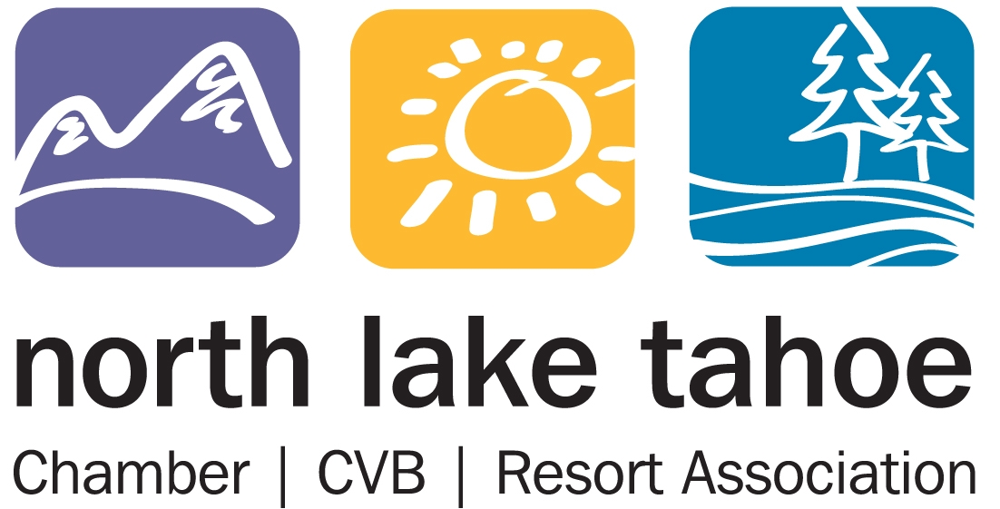 north lake tahoe
Chamber | CVB | Resort Association